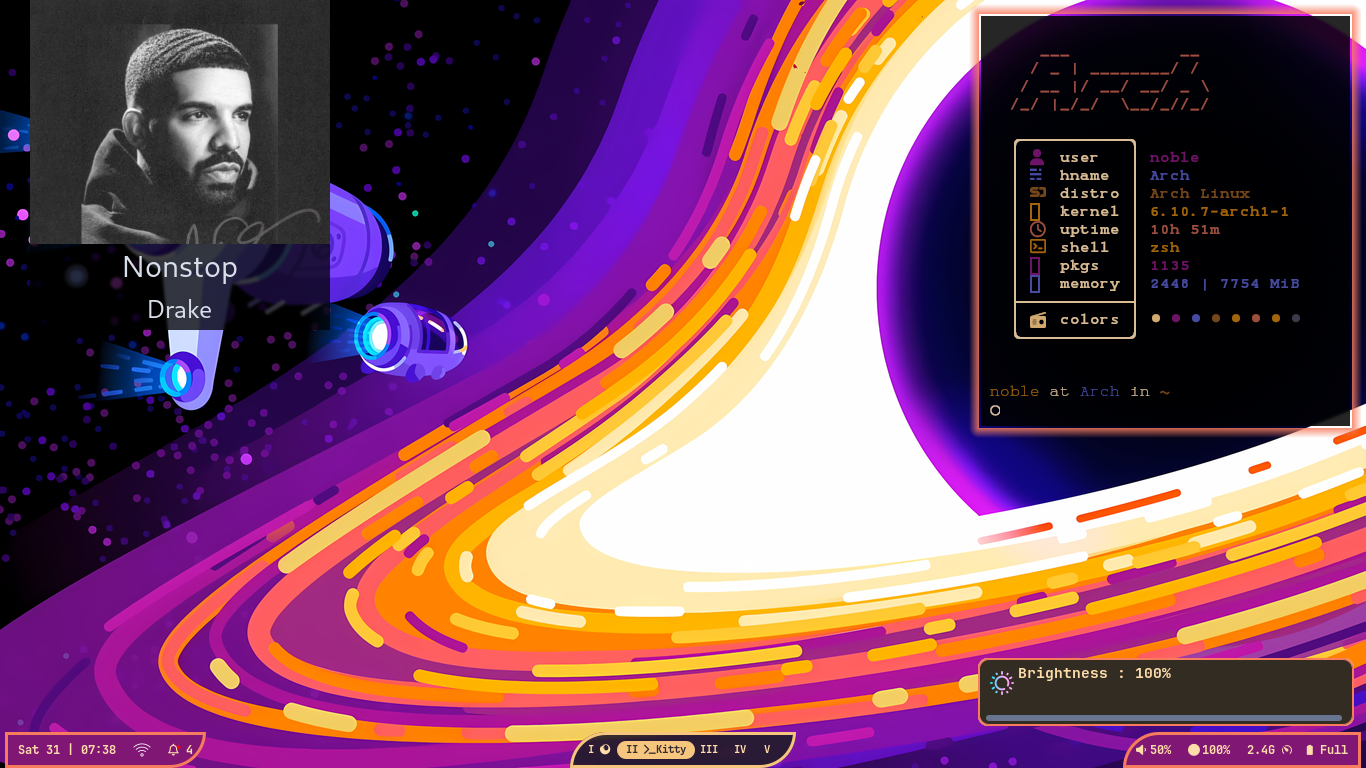 Nonstop
Drake
Arch
user noble
hname Arch
distro Arch Linux
kernel 6.10.7-arch1-1
uptime 10h 51m
shell zsh
pkgs 1135
memory 2448 | 7754 MiB
colors
noble at Arch in ~
Brightness : 100%
Sat 31 | 07:38 4
I II Kitty III IV V
50% 100% 2.4G Full